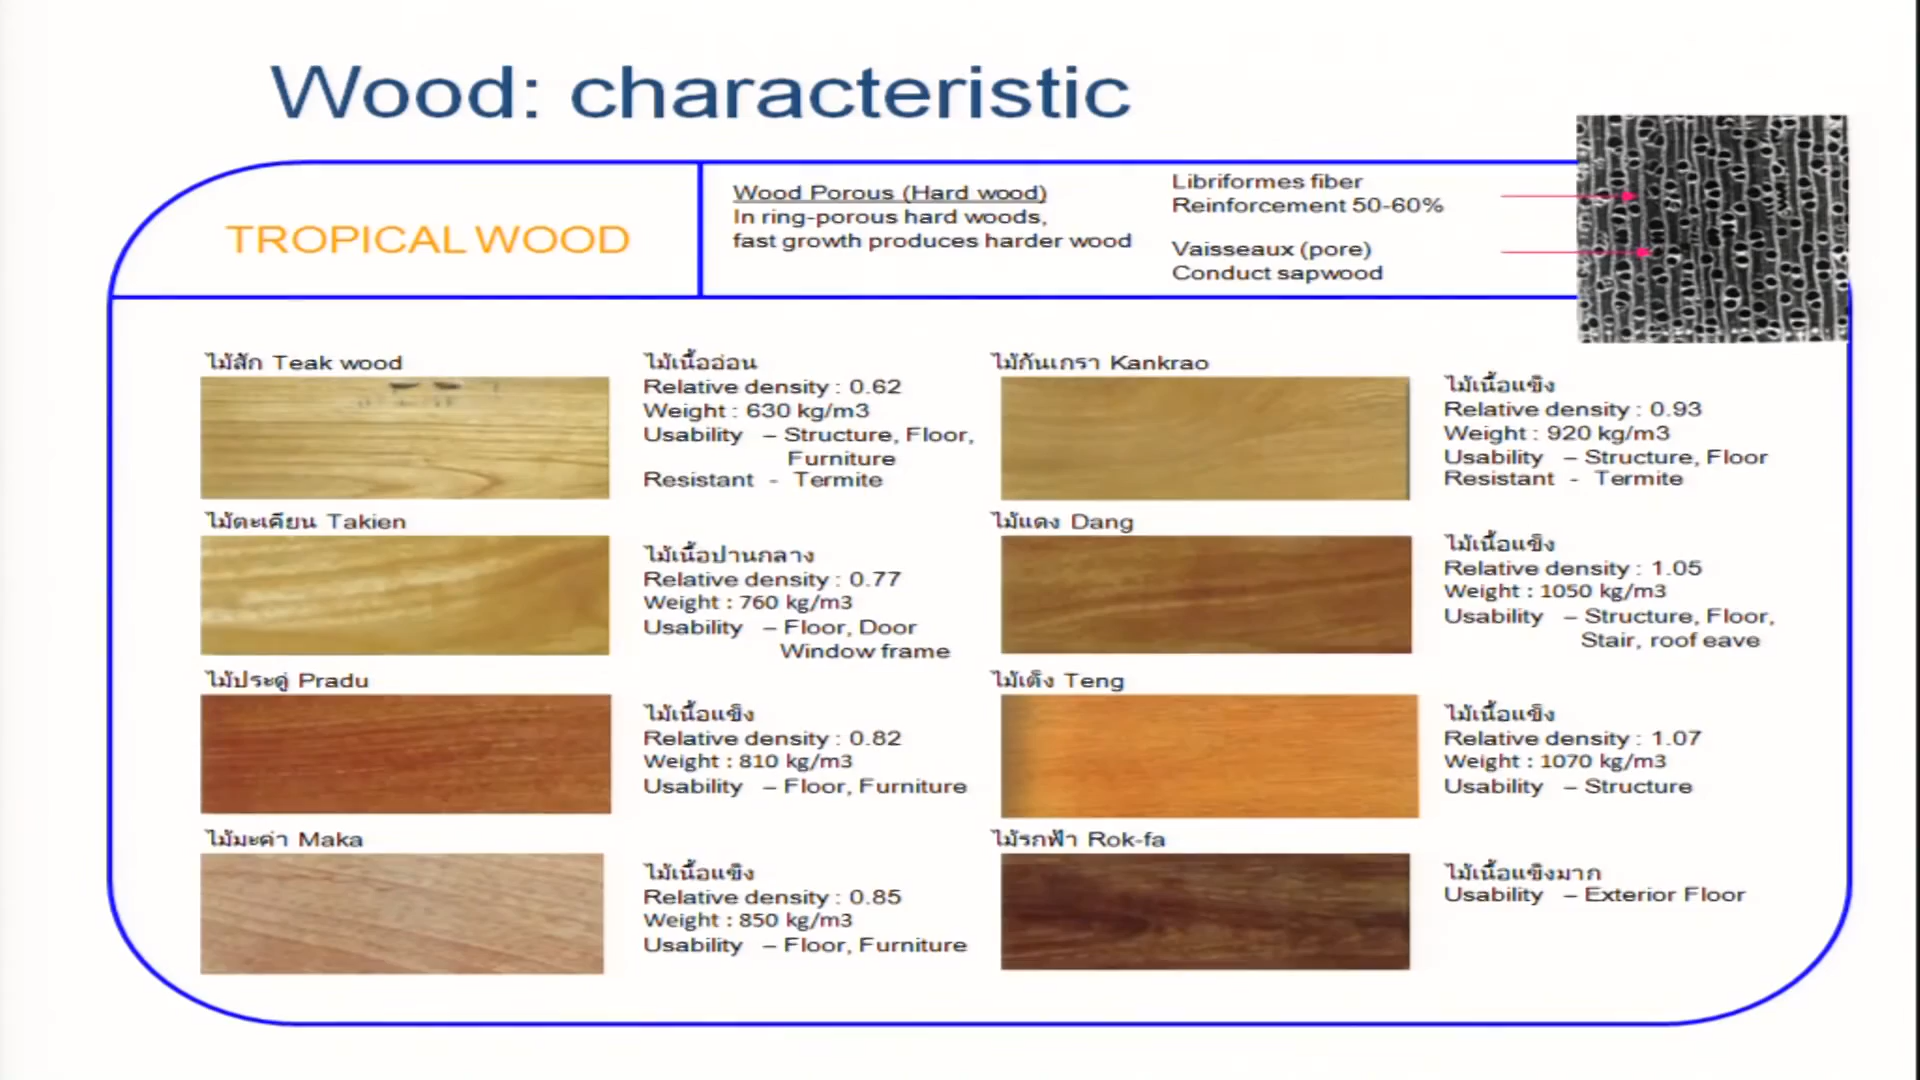 Wood: characteristic
TROPICAL WOOD
Wood Porous (Hard wood)
In ring-porous hard woods,
fast growth produces harder wood
Libriformes fiber
Reinforcement 50-60%
Vaisseaux (pore)
Conduct sapwood
ไม้สัก Teak wood
ไม้เนื้ออ่อน
Relative density : 0.62
Weight : 630 kg/m3
Usability – Structure, Floor,
Furniture
Resistant - Termite
ไม้ตะเคียน Takien
ไม้เนื้อปานกลาง
Relative density : 0.77
Weight : 760 kg/m3
Usability – Floor, Door
Window frame
ไม้ประดู่ Pradu
ไม้เนื้อแข็ง
Relative density : 0.82
Weight : 810 kg/m3
Usability – Floor, Furniture
ไม้มะค่า Maka
ไม้เนื้อแข็ง
Relative density : 0.85
Weight : 850 kg/m3
Usability – Floor, Furniture
ไม้กันเกรา Kankrao
ไม้เนื้อแข็ง
Relative density : 0.93
Weight : 920 kg/m3
Usability – Structure, Floor
Resistant - Termite
ไม้แดง Dang
ไม้เนื้อแข็ง
Relative density : 1.05
Weight : 1050 kg/m3
Usability – Structure, Floor,
Stair, roof eave
ไม้เต็ง Teng
ไม้เนื้อแข็ง
Relative density : 1.07
Weight : 1070 kg/m3
Usability – Structure
ไม้รกฟ้า Rok-fa
ไม้เนื้อแข็งมาก
Usability – Exterior Floor